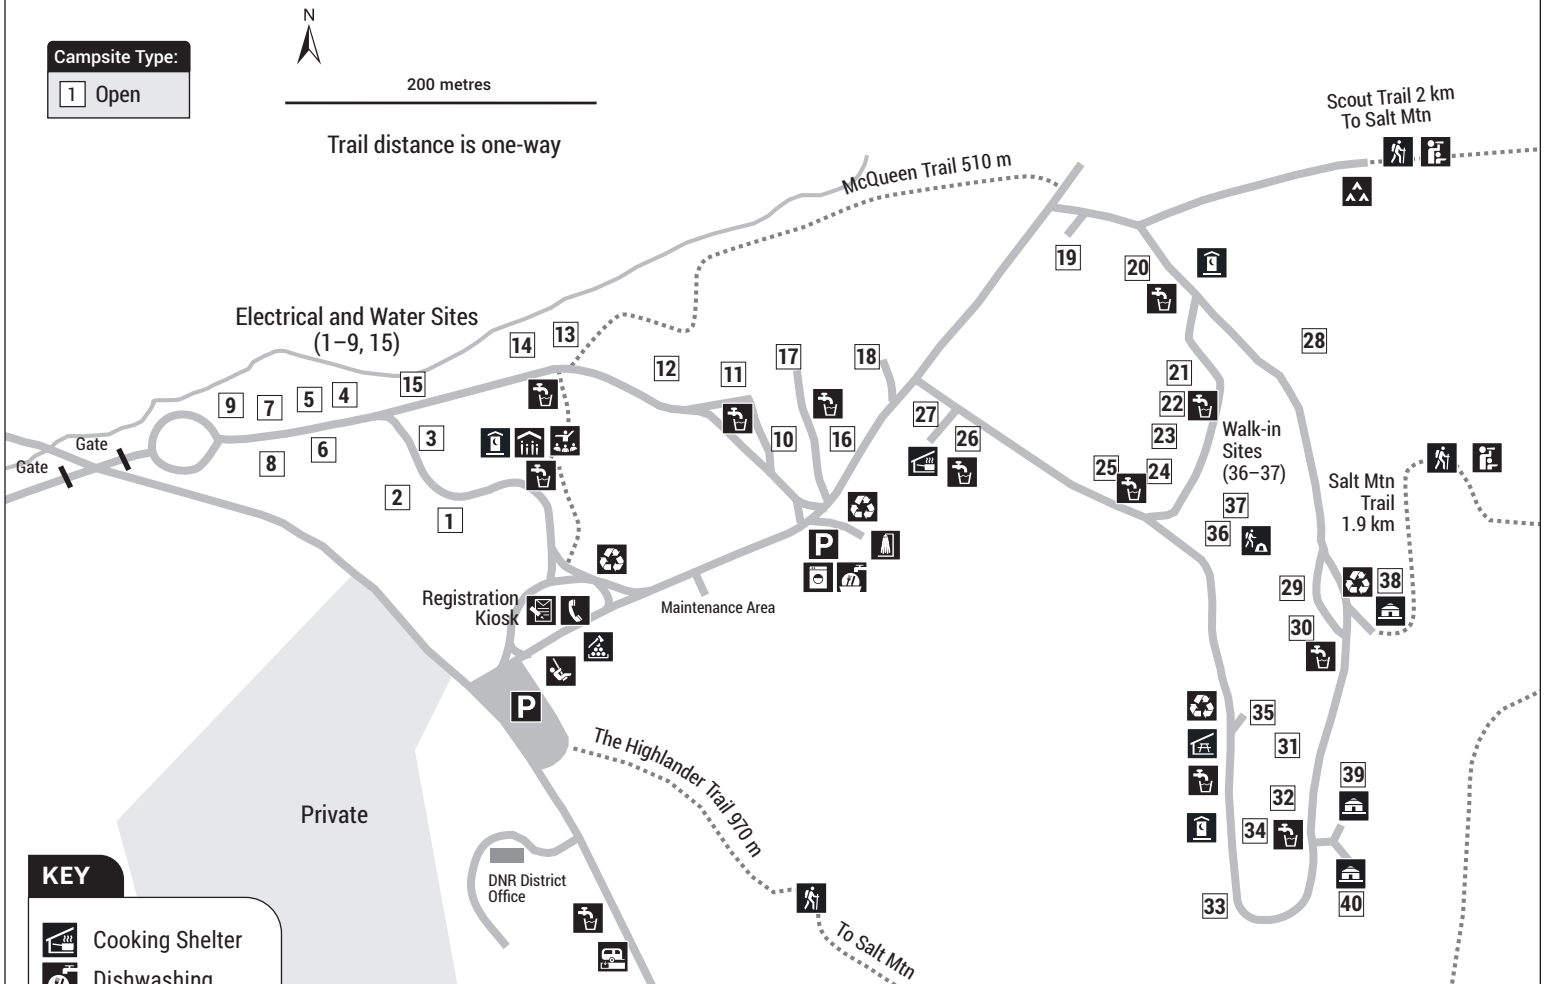 N
Campsite Type:
1 Open
200 metres
Trail distance is one-way
Scout Trail 2 km
To Salt Mtn
McQueen Trail 510 m
19
20
28
Electrical and Water Sites
(1–9, 15)
14
13
12
11
17
18
9
7
5
4
15
21
22
23
27
26
10
16
3
6
8
Gate
Gate
2
1
25
24
Walk-in
Sites
(36–37)
37
36
Salt Mtn
Trail
1.9 km
P
29
38
30
Registration
Kiosk
Maintenance Area
P
35
31
The Highlander Trail 970 m
39
32
34
33
40
Private
DNR District
Office
To Salt Mtn
KEY
Cooking Shelter
Dishwashing